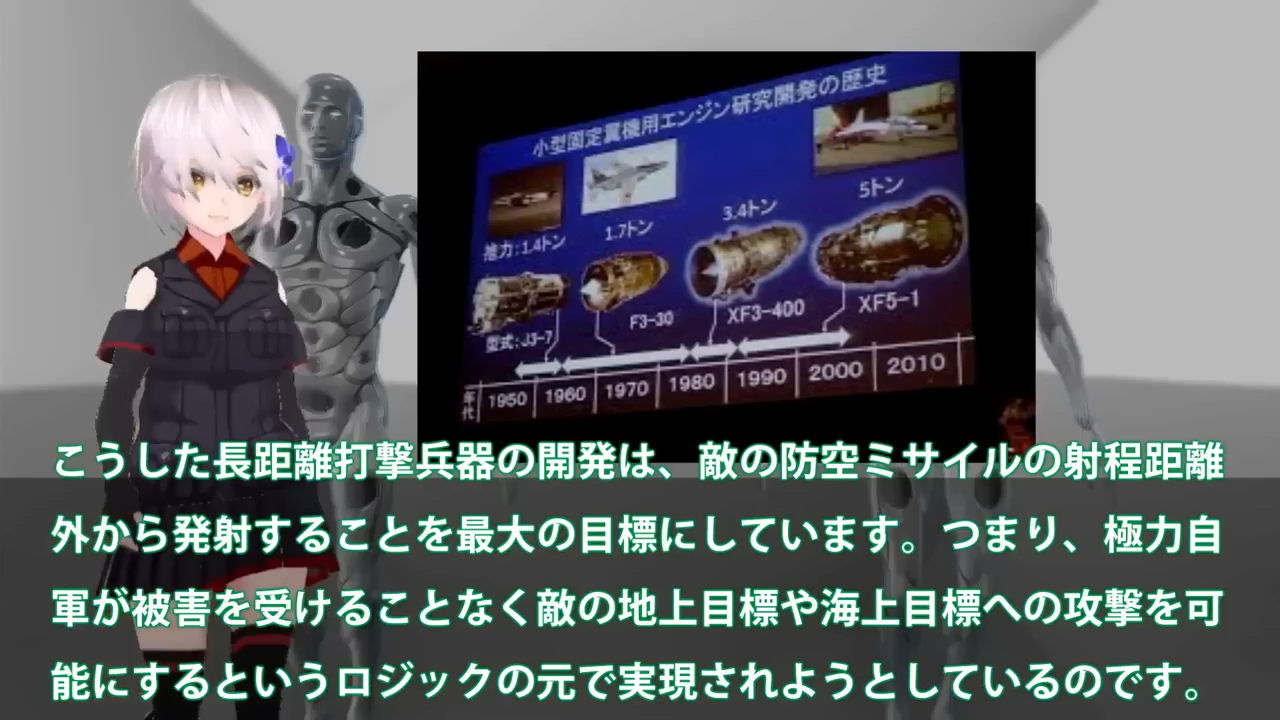 小型固定翼機用エンジン研究開発の歴史
推力:1.4トン
1.7トン
3.4トン
5トン
型式:J3-7
F3-30
XF3-400
XF5-1
年代 1950 1960 1970 1980 1990 2000 2010
こうした長距離打撃兵器の開発は、敵の防空ミサイルの射程距離
外から発射することを最大の目標にしています。つまり、極力自
軍が被害を受けることなく敵の地上目標や海上目標への攻撃を可
能にするというロジックの元で実現されようとしているのです。